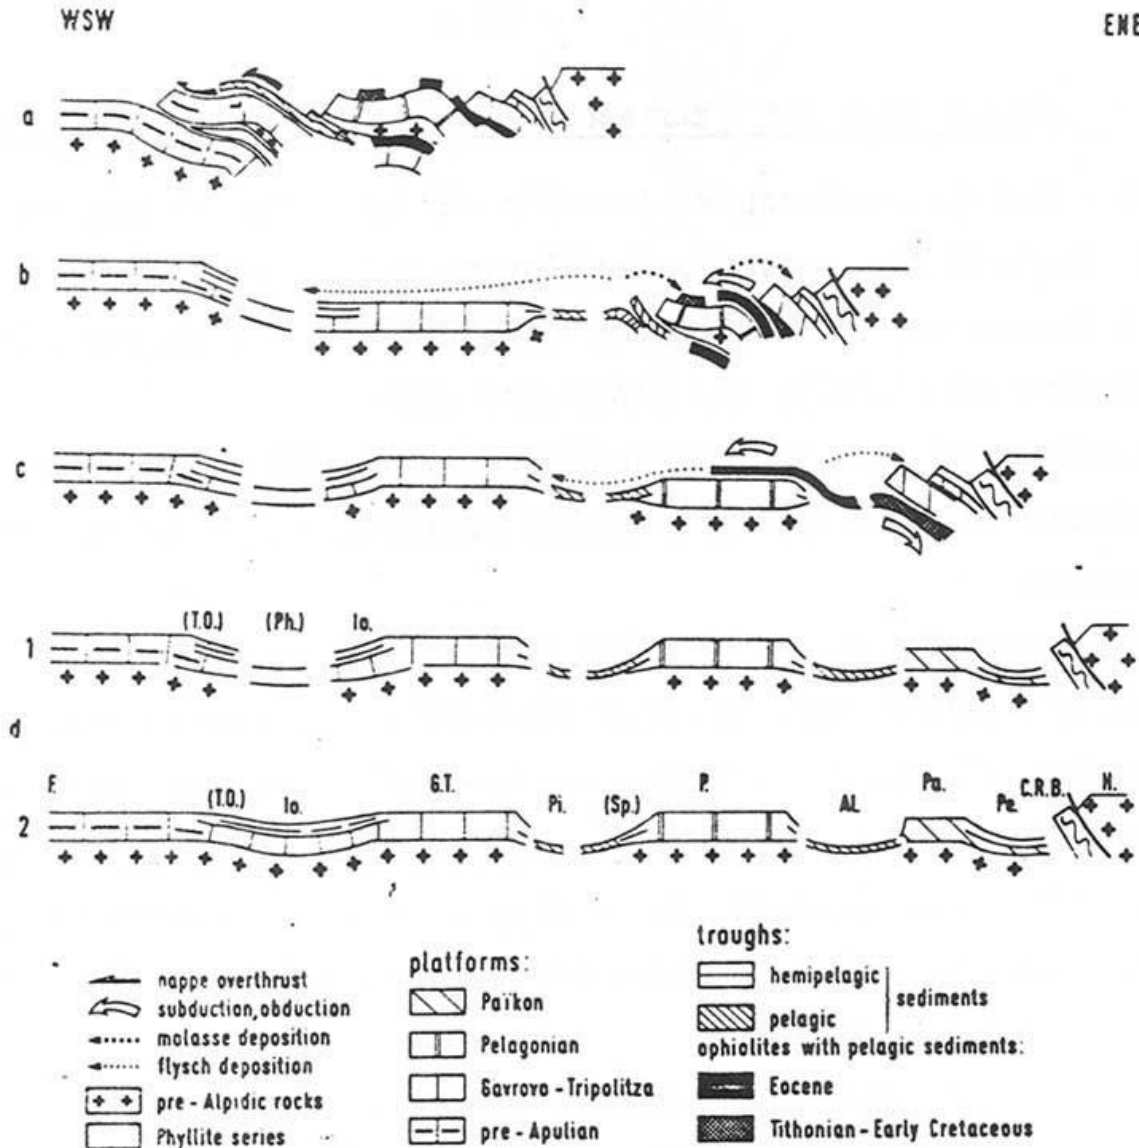 WSW ENE
a
b
c
(T.O.) (Ph.) Io.
1
d
F. (T.O.) Io. G.T. Pi. (Sp.) P. Al. Pa. Pe. C.R.B. N.
2
nappe overthrust
subduction, obduction
molasse deposition
flysch deposition
pre-Alpidic rocks
Phyllite series
platforms:
Païkon
Pelagonian
Gavrovo-Tripolitza
pre-Apulian
troughs:
hemipelagic
pelagic
sediments
ophiolites with pelagic sediments:
Eocene
Tithonian-Early Cretaceous